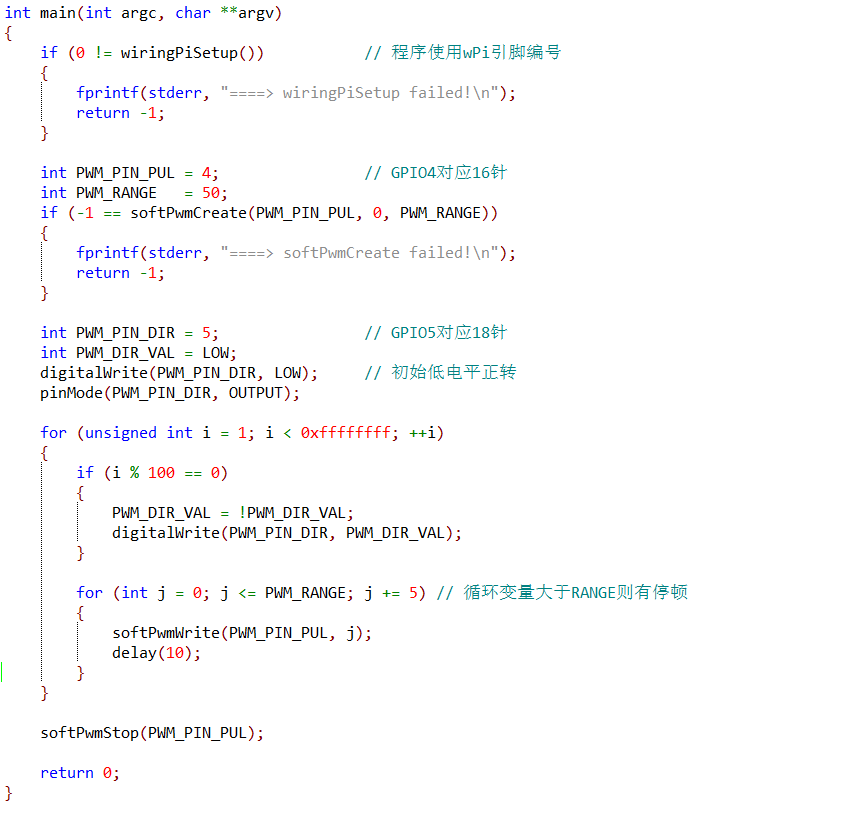 int main(int argc, char **argv)
{
    if (0 != wiringPiSetup())           // 程序使用wPi引脚编号
    {
        fprintf(stderr, "====> wiringPiSetup failed!\n");
        return -1;
    }

    int PWM_PIN_PUL = 4;                // GPIO4对应16针
    int PWM_RANGE   = 50;
    if (-1 == softPwmCreate(PWM_PIN_PUL, 0, PWM_RANGE))
    {
        fprintf(stderr, "====> softPwmCreate failed!\n");
        return -1;
    }

    int PWM_PIN_DIR = 5;                // GPIO5对应18针
    int PWM_DIR_VAL = LOW;
    digitalWrite(PWM_PIN_DIR, LOW);     // 初始低电平正转
    pinMode(PWM_PIN_DIR, OUTPUT);

    for (unsigned int i = 1; i < 0xffffffff; ++i)
    {
        if (i % 100 == 0)
        {
            PWM_DIR_VAL = !PWM_DIR_VAL;
            digitalWrite(PWM_PIN_DIR, PWM_DIR_VAL);
        }

        for (int j = 0; j <= PWM_RANGE; j += 5) // 循环变量大于RANGE则有停顿
        {
            softPwmWrite(PWM_PIN_PUL, j);
            delay(10);
        }
    }

    softPwmStop(PWM_PIN_PUL);

    return 0;
}